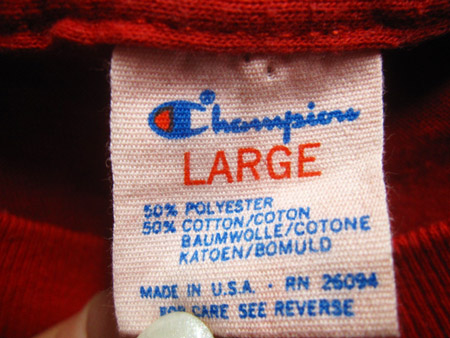 Champion
LARGE
50% POLYESTER
50% COTTON/COTON
BAUMWOLLE/COTONE
KATOEN/BOMULD
MADE IN U.S.A. - RN 26094
FOR CARE SEE REVERSE